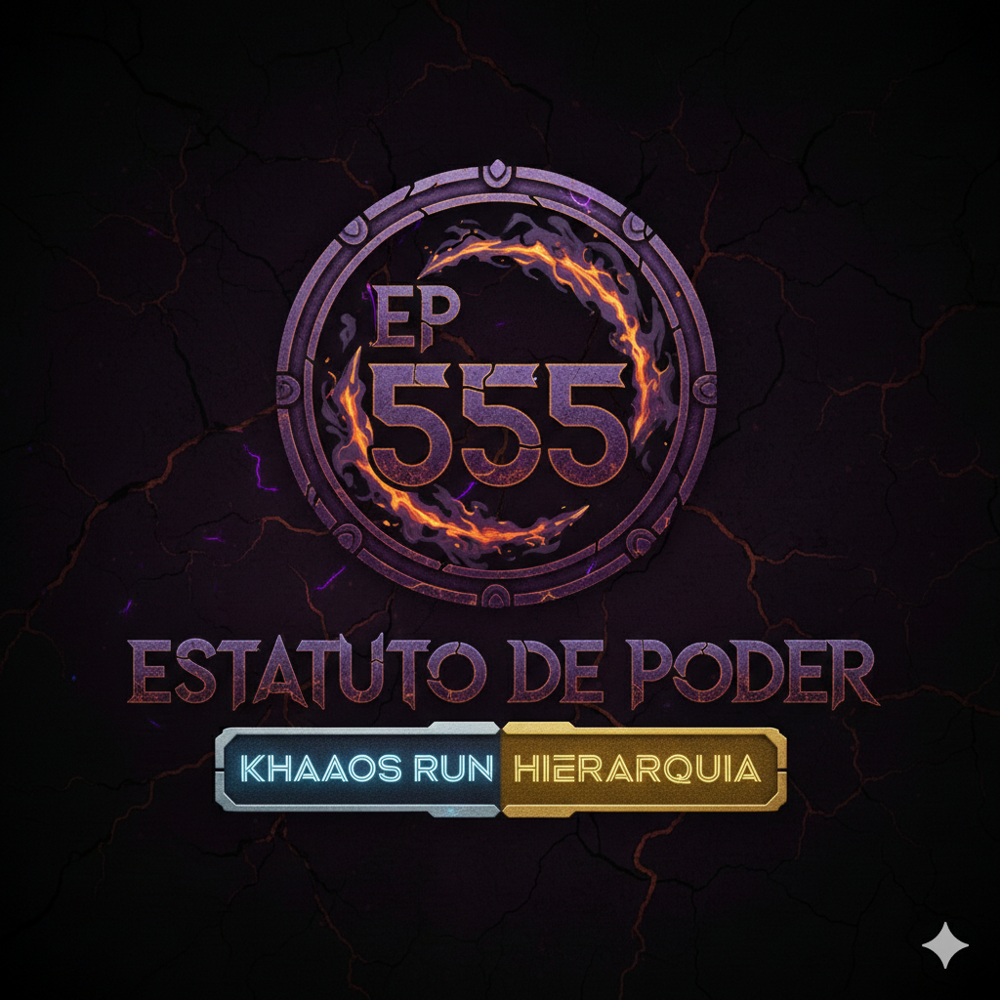 EP
555
ESTATUTO DE PODER
KHAAOS RUN HIERARQUIA